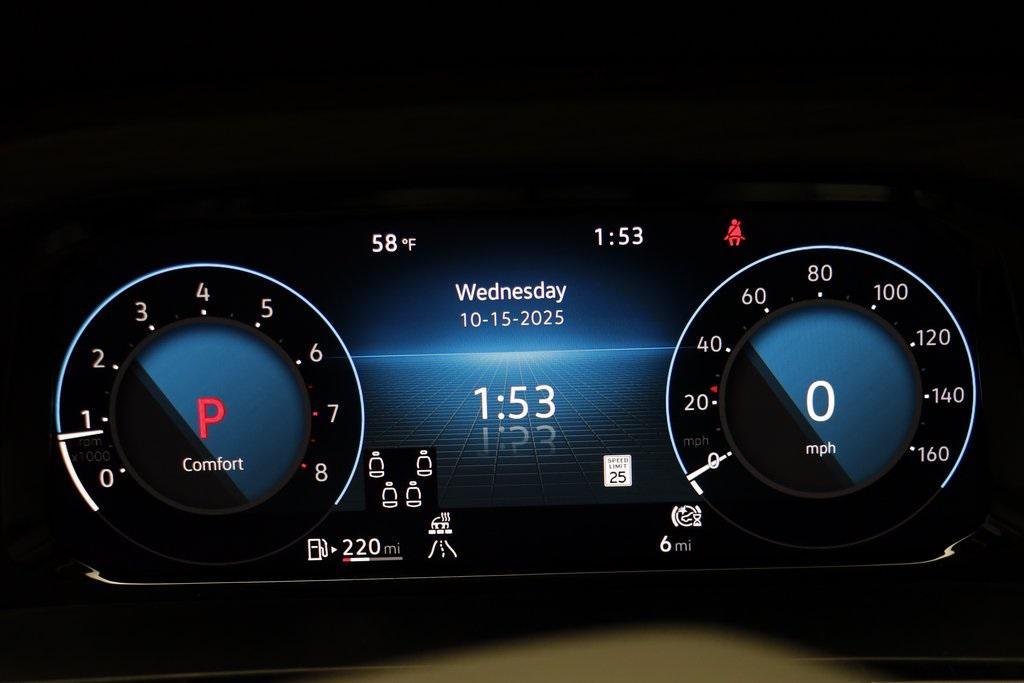 58 °F
1:53
Wednesday
10-15-2025
1:53
0
1
2
3
4
5
6
7
8
rpm
x1000
P
Comfort
0
20
40
60
80
100
120
140
160
mph
0
mph
SPEED
LIMIT
25
220 mi
6 mi